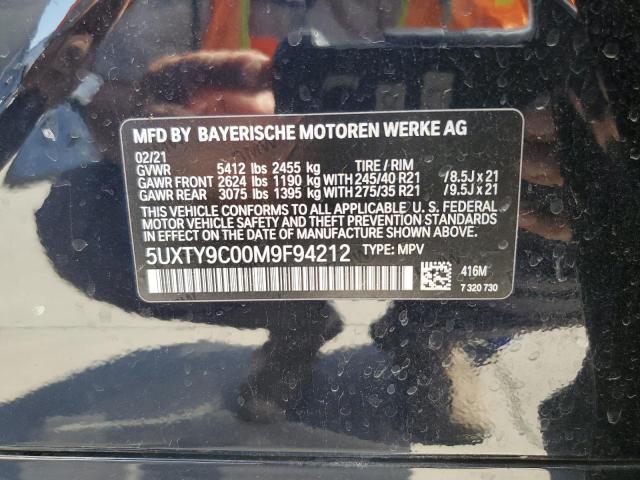 MFD BY BAYERISCHE MOTOREN WERKE AG
02/21
GVWR 5412 lbs 2455 kg TIRE / RIM
GAWR FRONT 2624 lbs 1190 kg WITH 245/40 R21 /8.5J x 21
GAWR REAR 3075 lbs 1395 kg WITH 275/35 R21 /9.5J x 21
THIS VEHICLE CONFORMS TO ALL APPLICABLE U. S. FEDERAL
MOTOR VEHICLE SAFETY AND THEFT PREVENTION STANDARDS
IN EFFECT ON THE DATE OF MANUFACTURE SHOWN ABOVE.
5UXTY9C00M9F94212 TYPE: MPV
416M
7 320 730